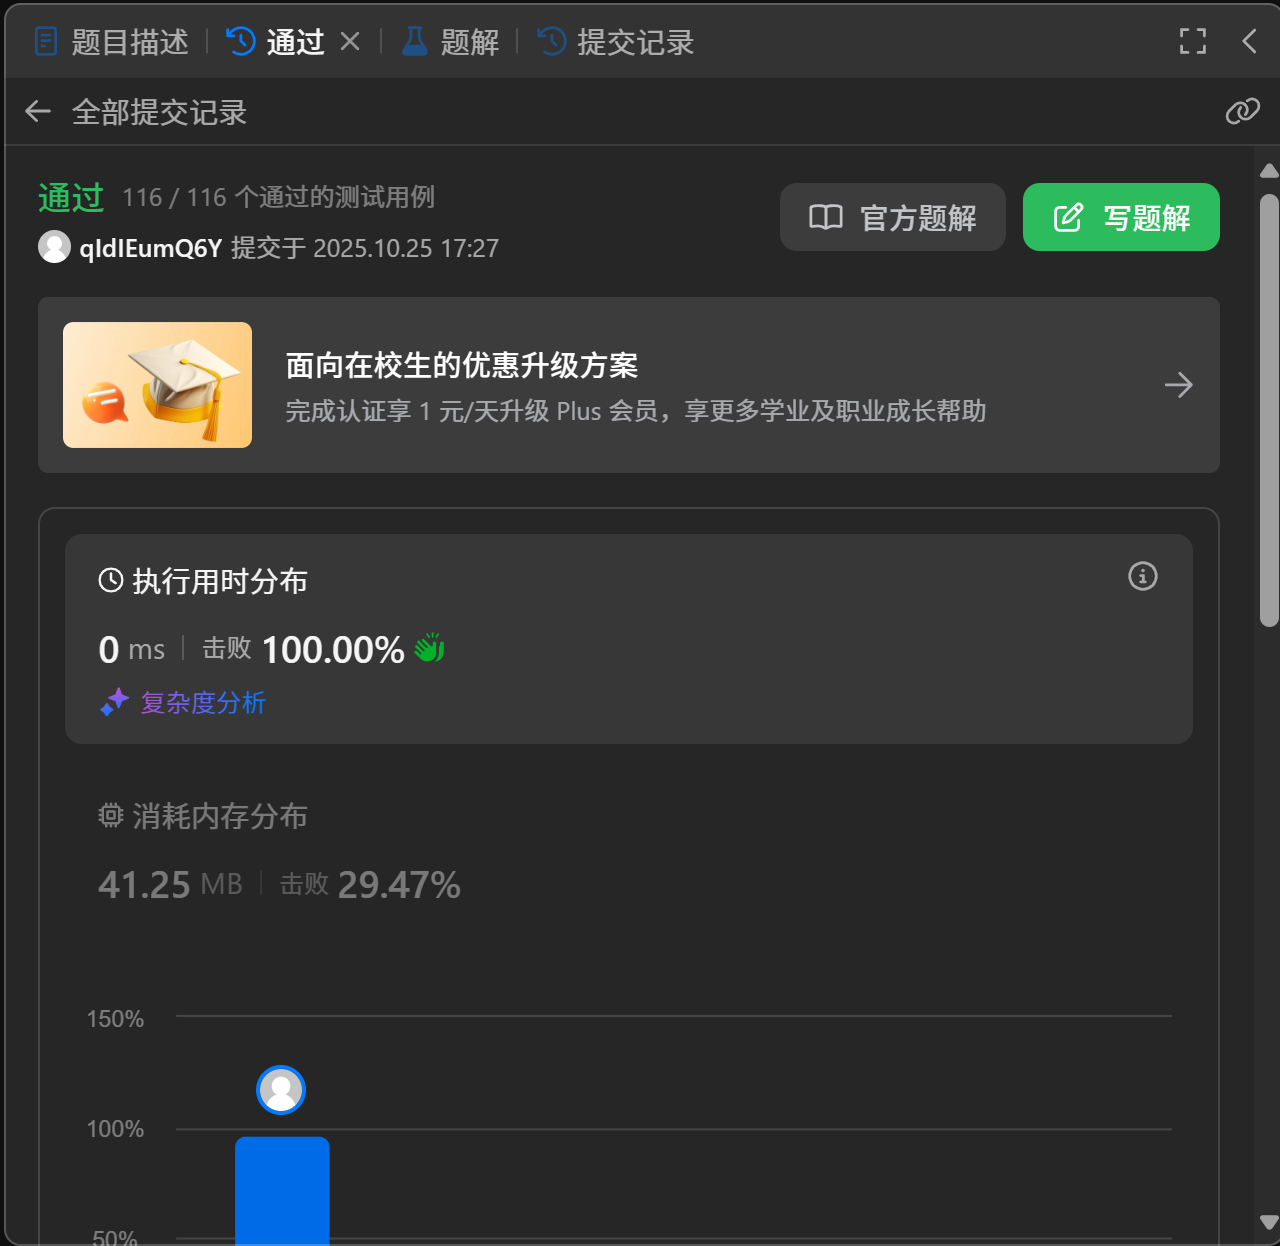 题目描述 通过 题解 提交记录
全部提交记录
通过 116 / 116 个通过的测试用例
qldIEumQ6Y 提交于 2025.10.25 17:27
官方题解 写题解
面向在校生的优惠升级方案
完成认证享 1 元/天升级 Plus 会员，享更多学业及职业成长帮助
执行用时分布
0 ms 击败 100.00%
复杂度分析
消耗内存分布
41.25 MB 击败 29.47%
150%
100%
50%